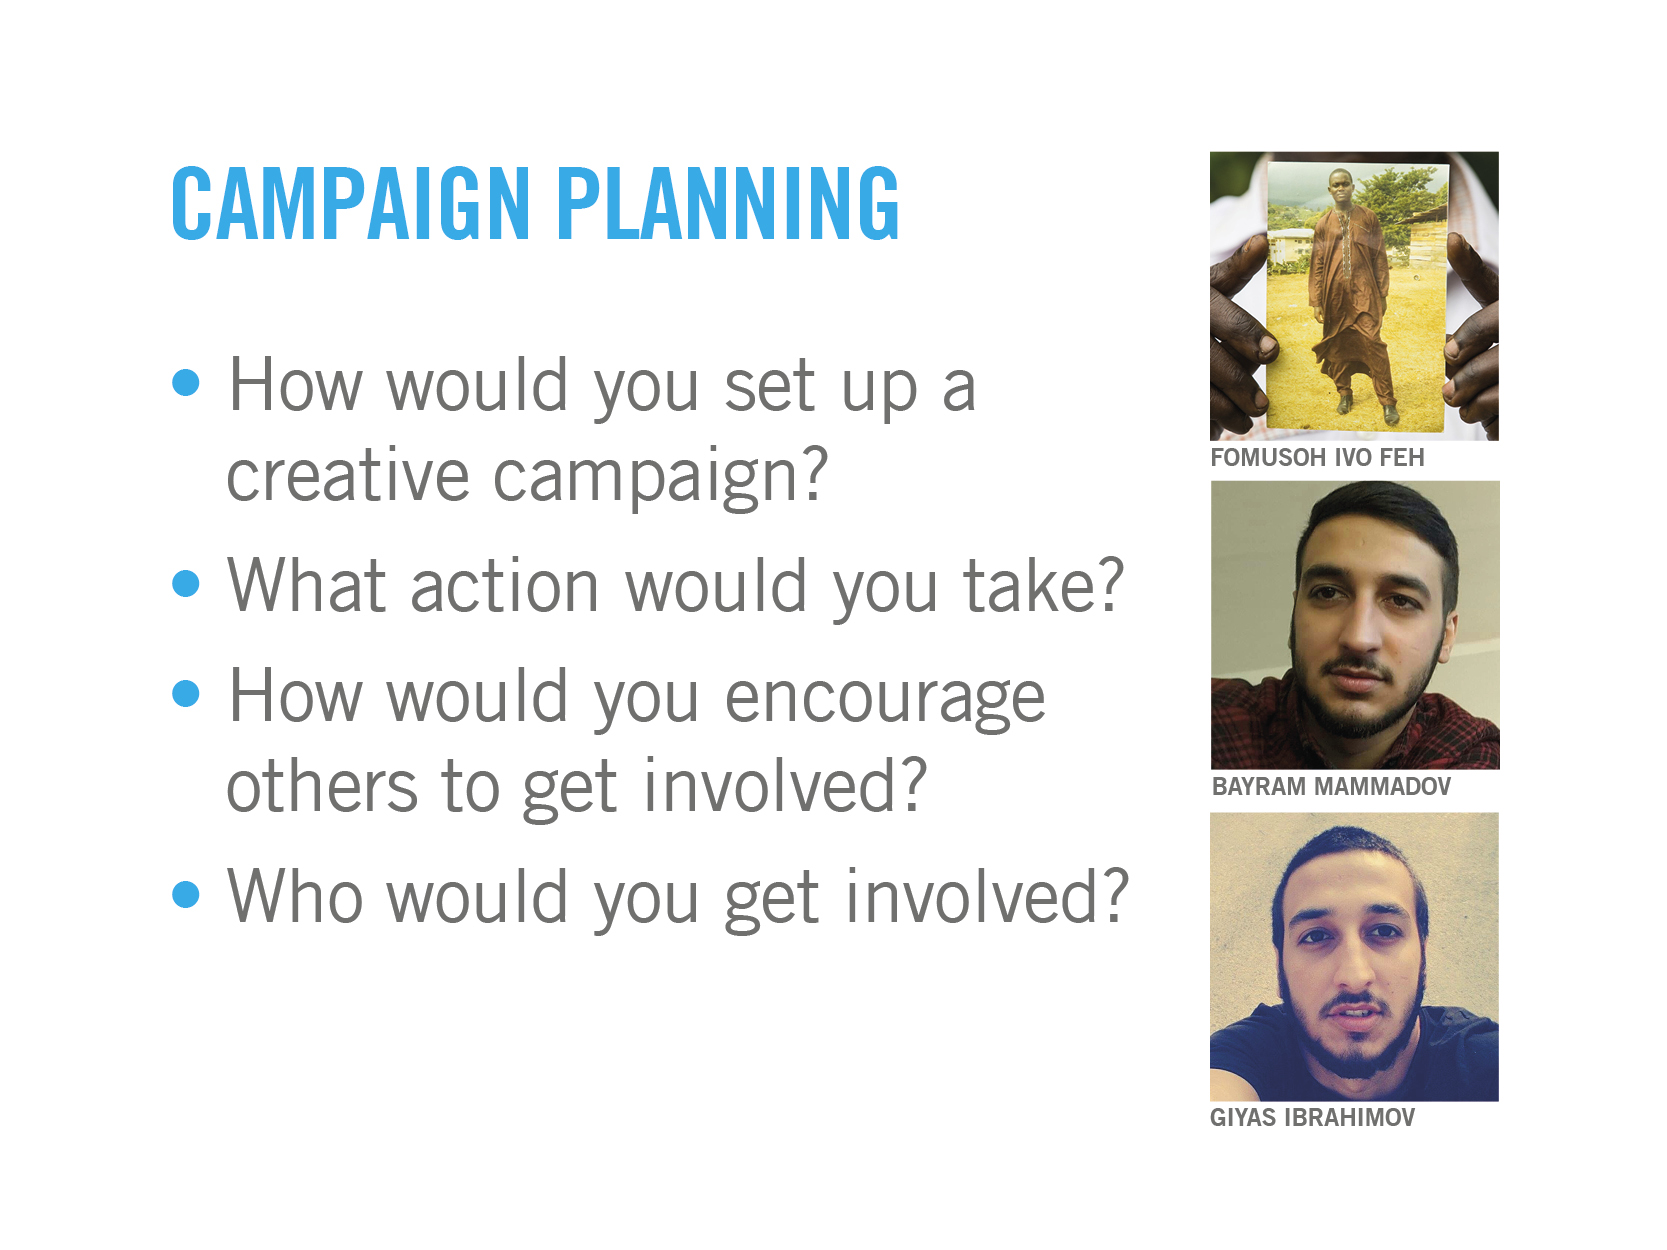 CAMPAIGN PLANNING
• How would you set up a
creative campaign?
• What action would you take?
• How would you encourage
others to get involved?
• Who would you get involved?
FOMUSOH IVO FEH
BAYRAM MAMMADOV
GIYAS IBRAHIMOV